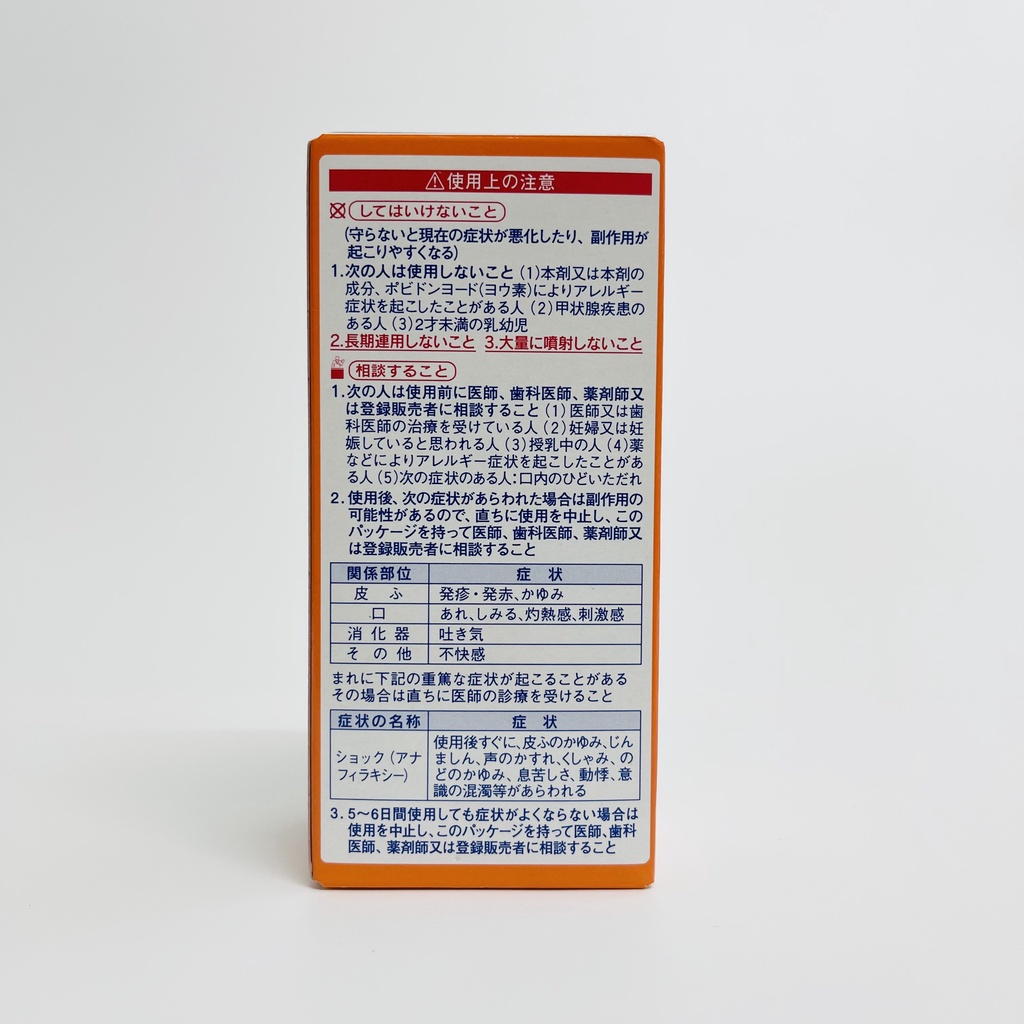 ⚠使用上の注意
してはいけないこと
(守らないと現在の症状が悪化したり、副作用が
起こりやすくなる)
1.次の人は使用しないこと (1)本剤又は本剤の
成分、ポビドンヨード(ヨウ素)によりアレルギー
症状を起こしたことがある人 (2)甲状腺疾患の
ある人 (3)2才未満の乳幼児
2.長期連用しないこと 3.大量に噴射しないこと
相談すること
1.次の人は使用前に医師、歯科医師、薬剤師又
は登録販売者に相談すること (1)医師又は歯
科医師の治療を受けている人 (2)妊婦又は妊
娠していると思われる人 (3)授乳中の人 (4)薬
などによりアレルギー症状を起こしたことがあ
る人 (5)次の症状のある人:口内のひどいただれ
2.使用後、次の症状があらわれた場合は副作用の
可能性があるので、直ちに使用を中止し、この
パッケージを持って医師、歯科医師、薬剤師又
は登録販売者に相談すること
関係部位 症状
皮ふ 発疹・発赤、かゆみ
口 あれ、しみる、灼熱感、刺激感
消化器 吐き気
その他 不快感
まれに下記の重篤な症状が起こることがある
その場合は直ちに医師の診療を受けること
症状の名称 症状
ショック(アナ
フィラキシー)
使用後すぐに、皮ふのかゆみ、じん
ましん、声のかすれ、くしゃみ、の
どのかゆみ、息苦しさ、動悸、意
識の混濁等があらわれる
3.5〜6日間使用しても症状がよくならない場合は
使用を中止し、このパッケージを持って医師、歯科
医師、薬剤師又は登録販売者に相談すること